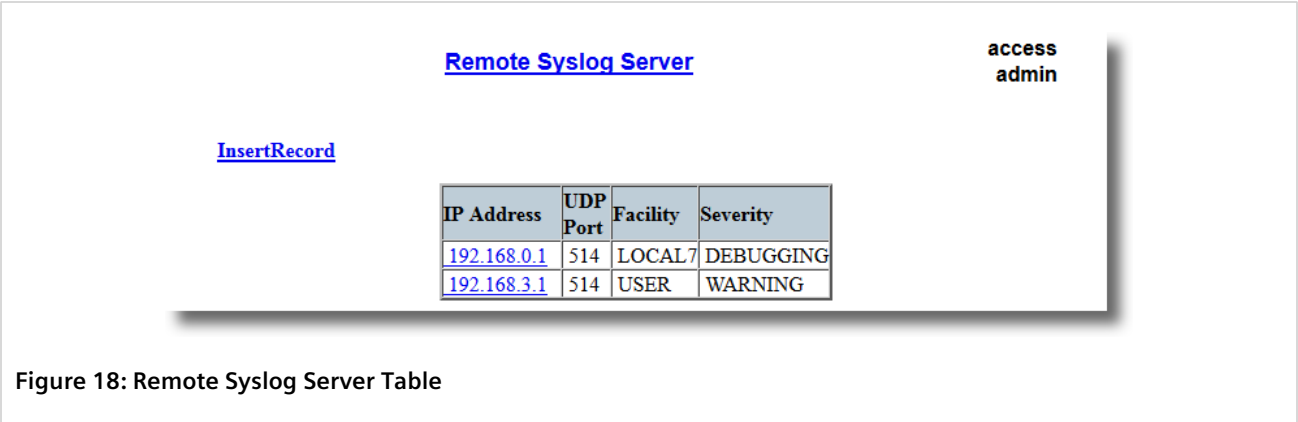 Remote Syslog Server
access
admin
InsertRecord
IP Address UDP Port Facility Severity
192.168.0.1 514 LOCAL7 DEBUGGING
192.168.3.1 514 USER WARNING
Figure 18: Remote Syslog Server Table